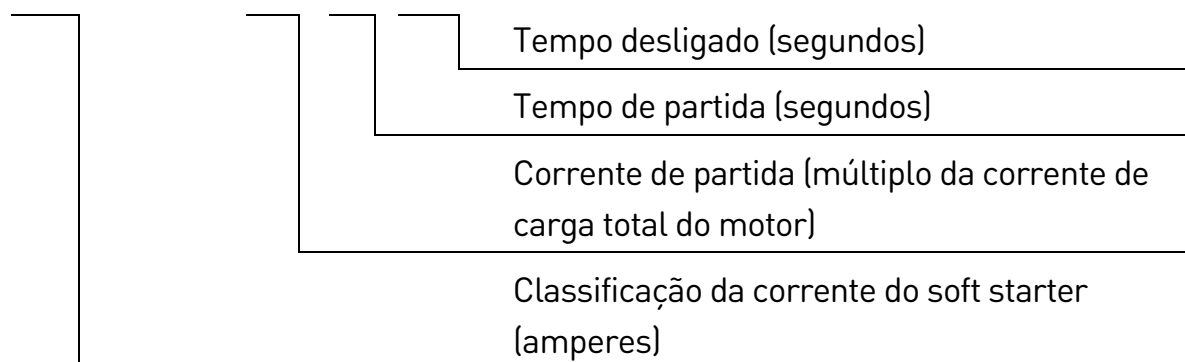 Tempo desligado (segundos)
Tempo de partida (segundos)
Corrente de partida (múltiplo da corrente de
carga total do motor)
Classificação da corrente do soft starter
(amperes)